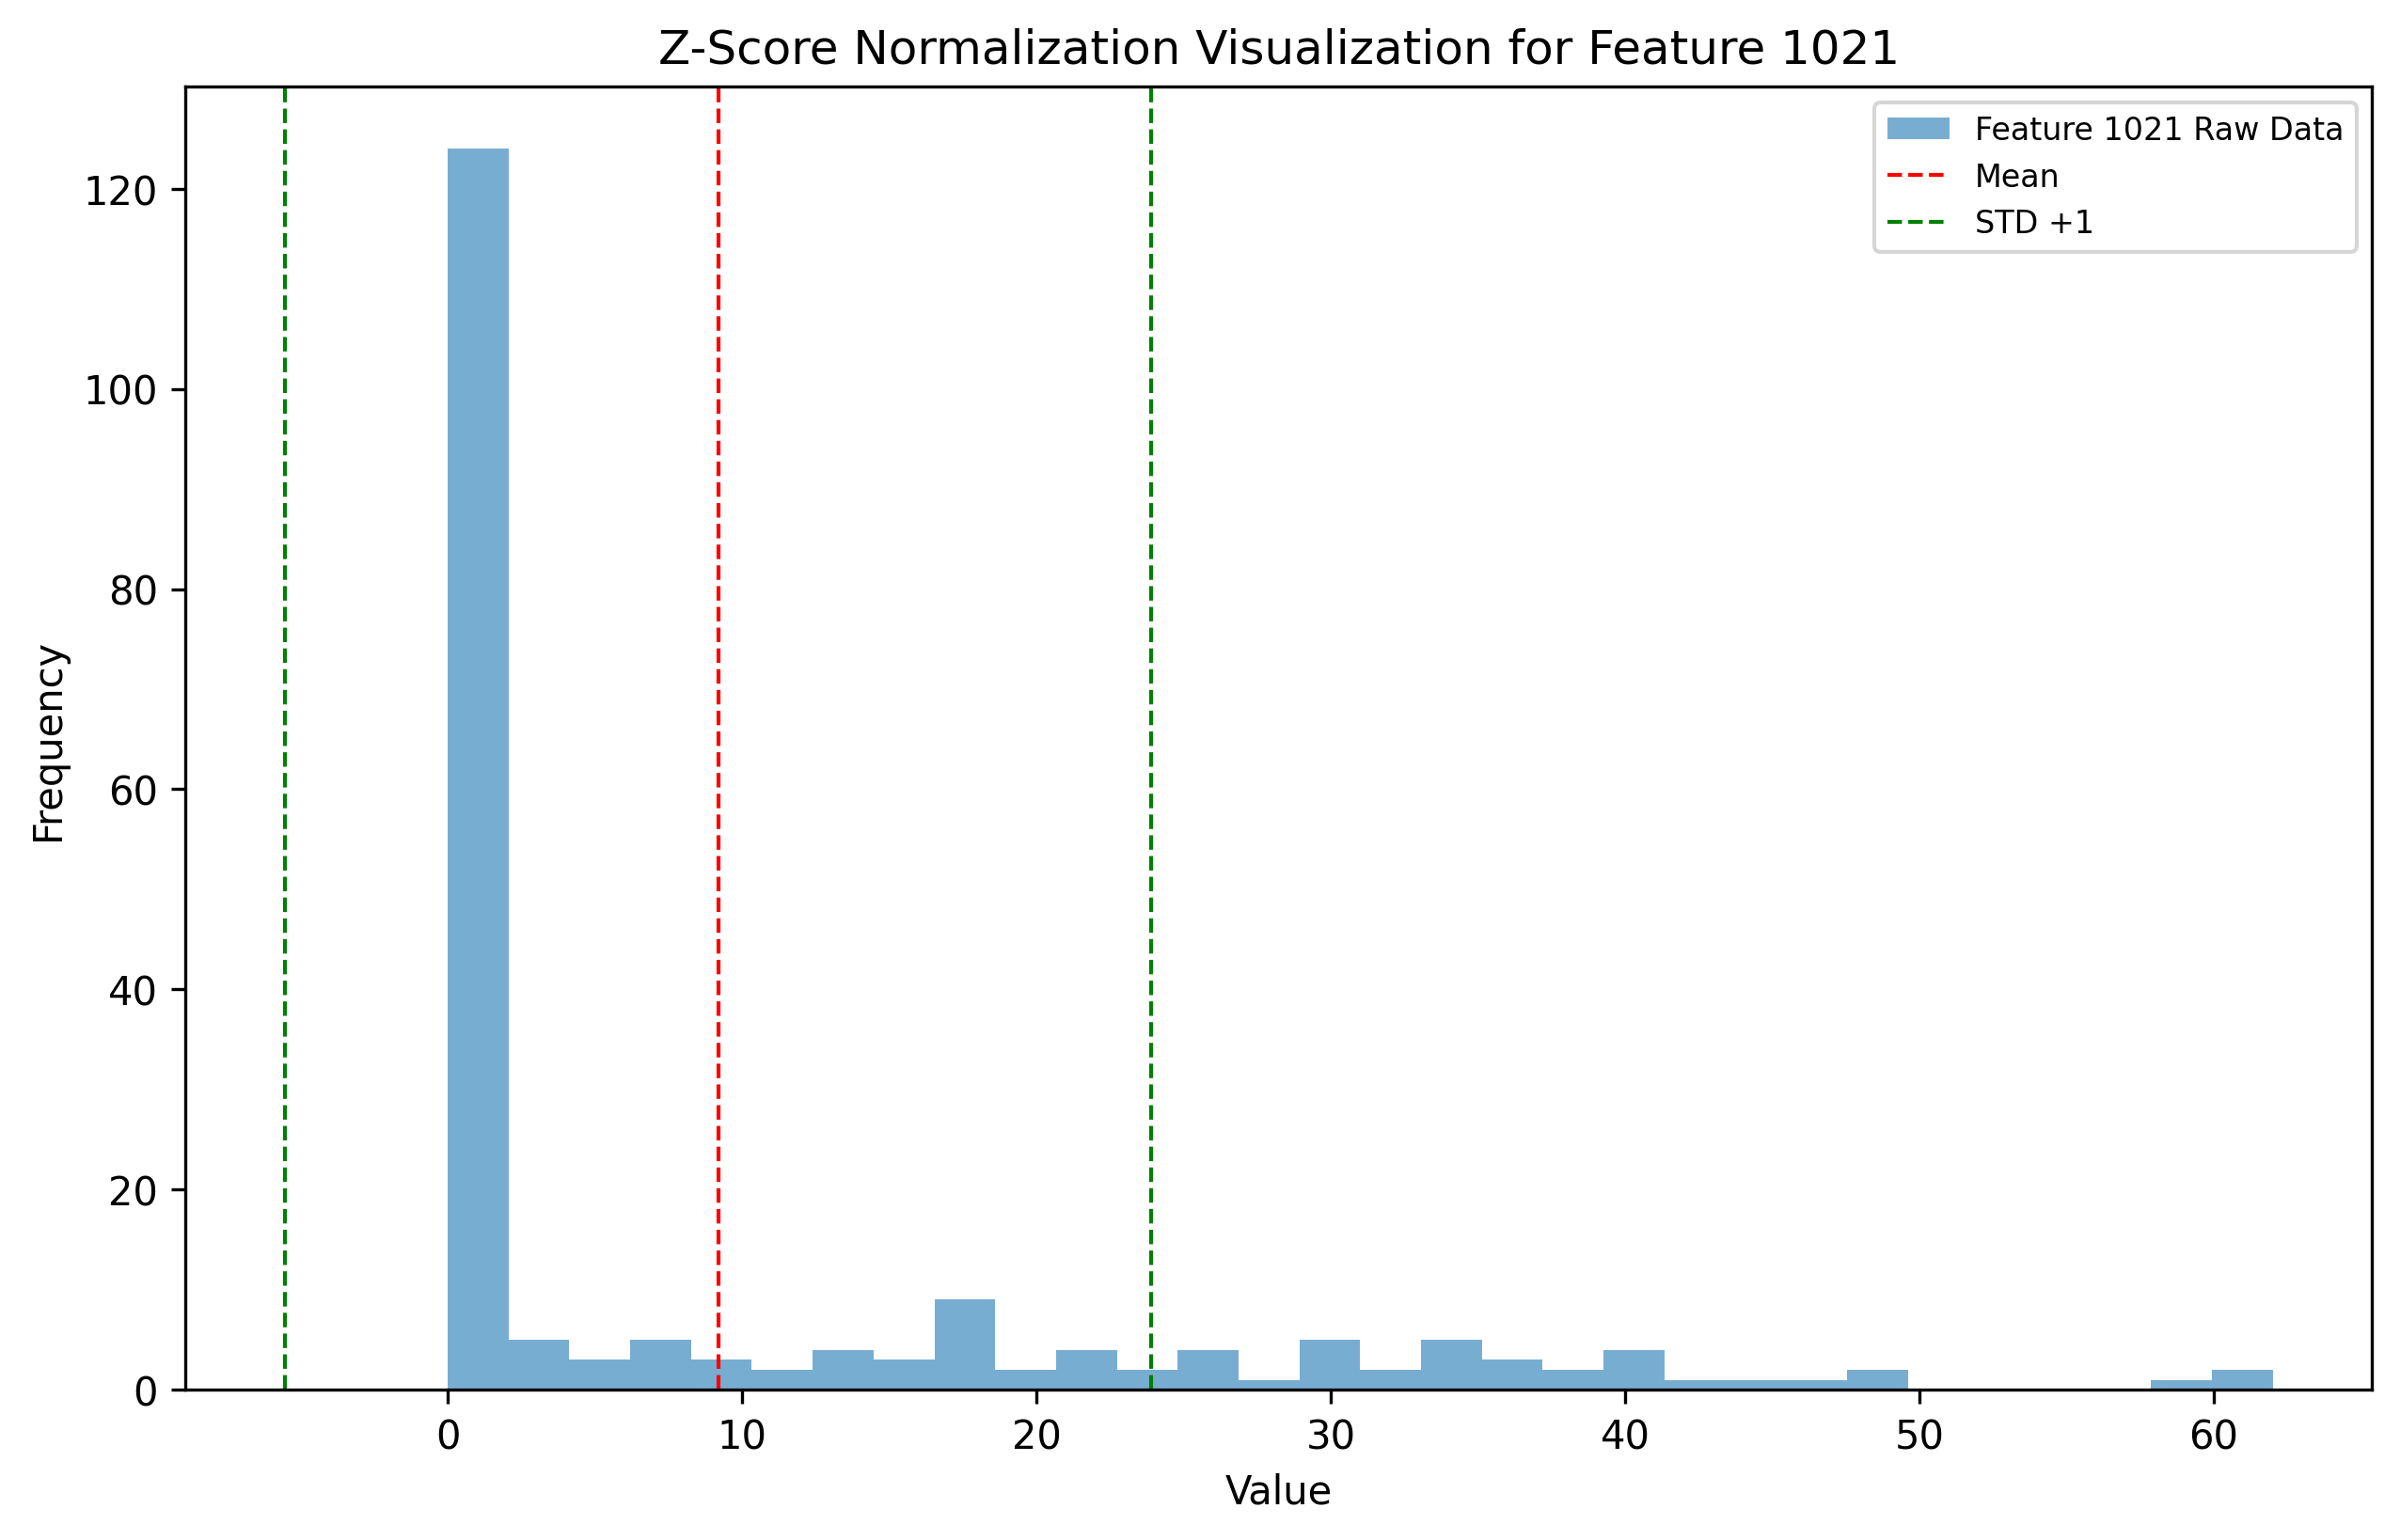 Z-Score Normalization Visualization for Feature 1021
Feature 1021 Raw Data
Mean
STD +1
120
100
80
60
40
20
0
Frequency
0 10 20 30 40 50 60
Value